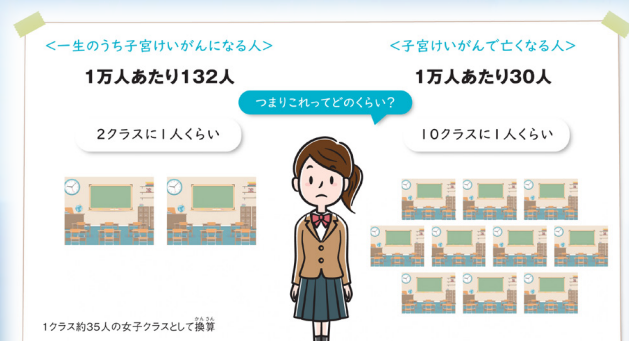 <一生のうち子宮けいがんになる人>
1万人あたり132人
<子宮けいがんで亡くなる人>
1万人あたり30人
つまりこれってどのくらい？
2クラスに1人くらい
10クラスに1人くらい
かんさん
1クラス約35人の女子クラスとして換算